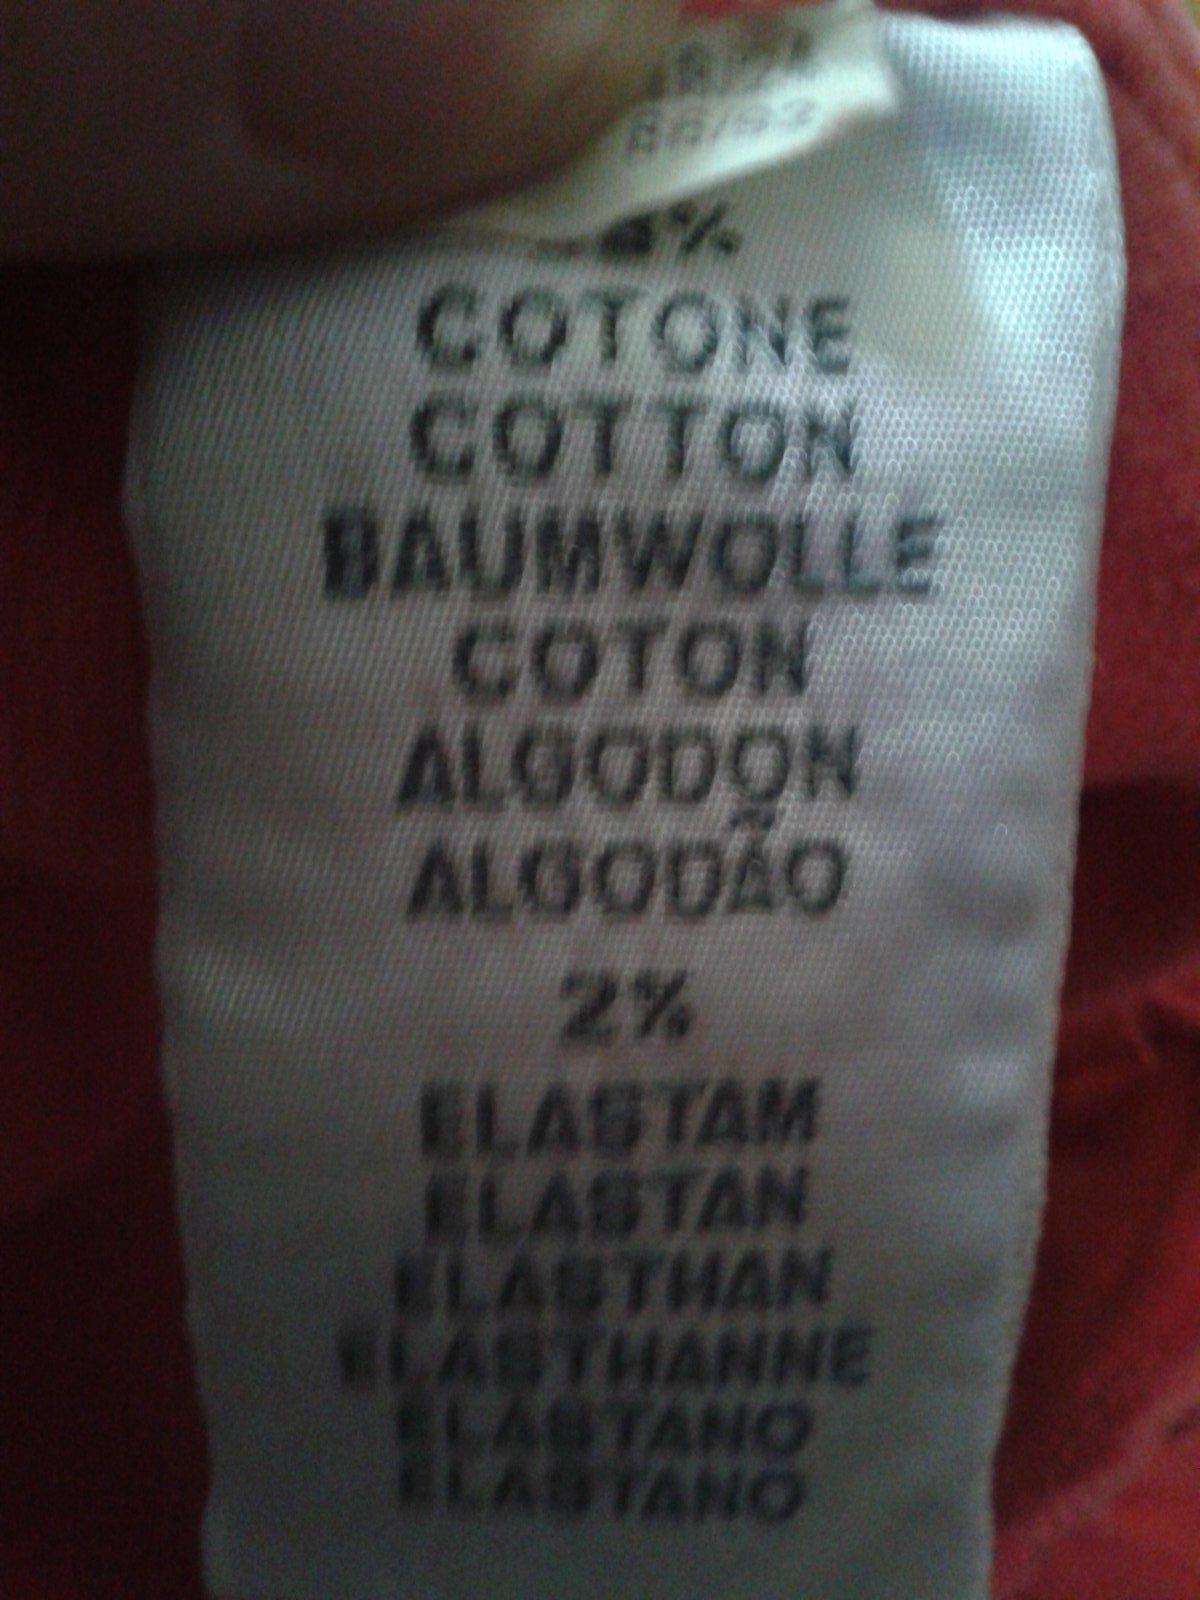 COTONE
COTTON
BAUMWOLLE
COTON
ALGODON
ALGODÃO
2%
ELASTAM
ELASTAN
ELASTHAN
ELASTHANNE
ELASTANO
ELASTANO